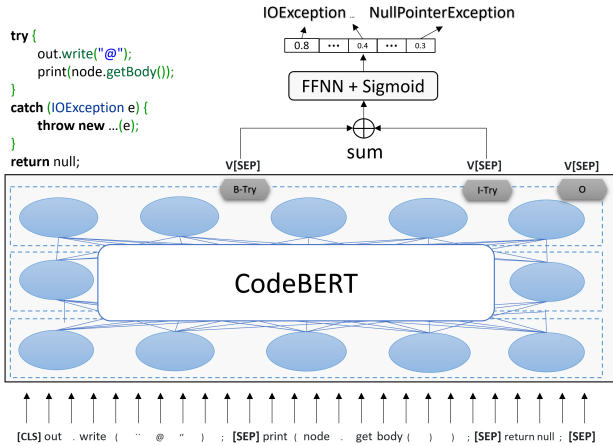 IOException .. NullPointerException
0.8 ... 0.4 ... 0.3
FFNN + Sigmoid
sum
try {
out.write("@");
print(node.getBody());
}
catch (IOException e) {
throw new ...(e);
}
return null;
V[SEP] V[SEP] V[SEP]
B-Try I-Try O
CodeBERT
[CLS] out . write ( `` @ “ ) ; [SEP] print ( node . get body ( ) ) ; [SEP] return null ; [SEP]